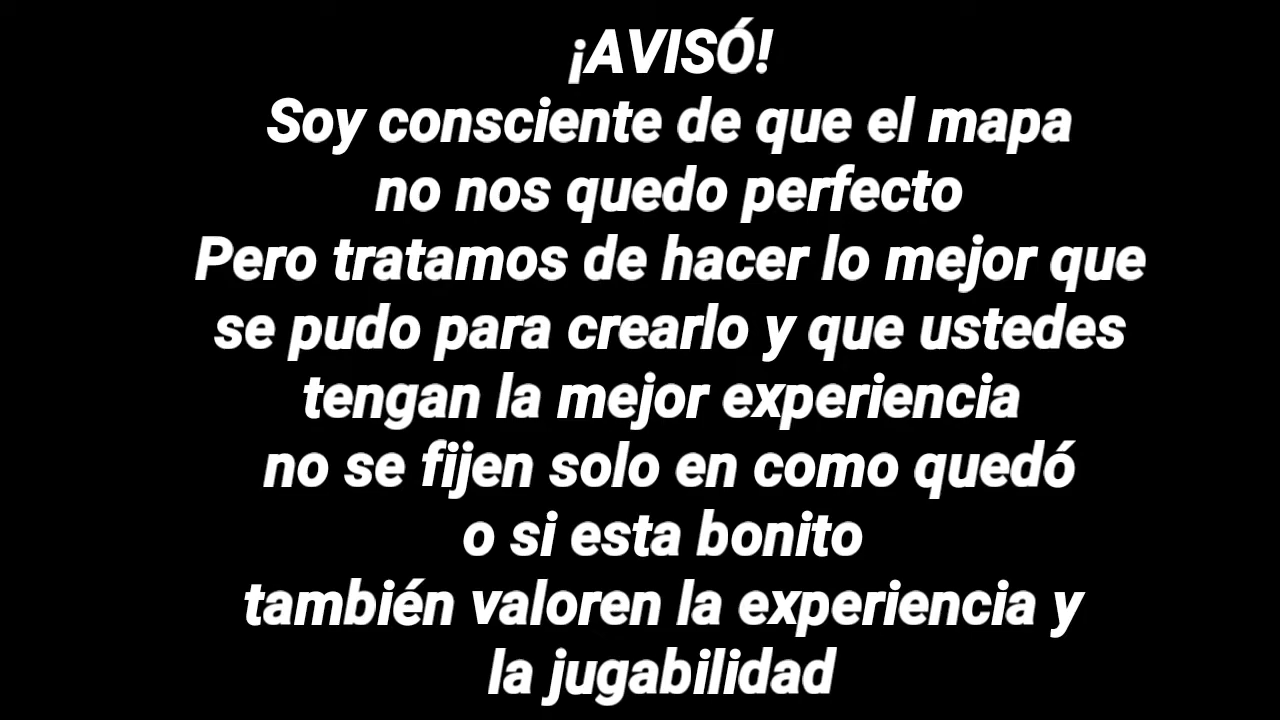 ¡AVISÓ!
Soy consciente de que el mapa
no nos quedo perfecto
Pero tratamos de hacer lo mejor que
se pudo para crearlo y que ustedes
tengan la mejor experiencia
no se fijen solo en como quedó
o si esta bonito
también valoren la experiencia y
la jugabilidad